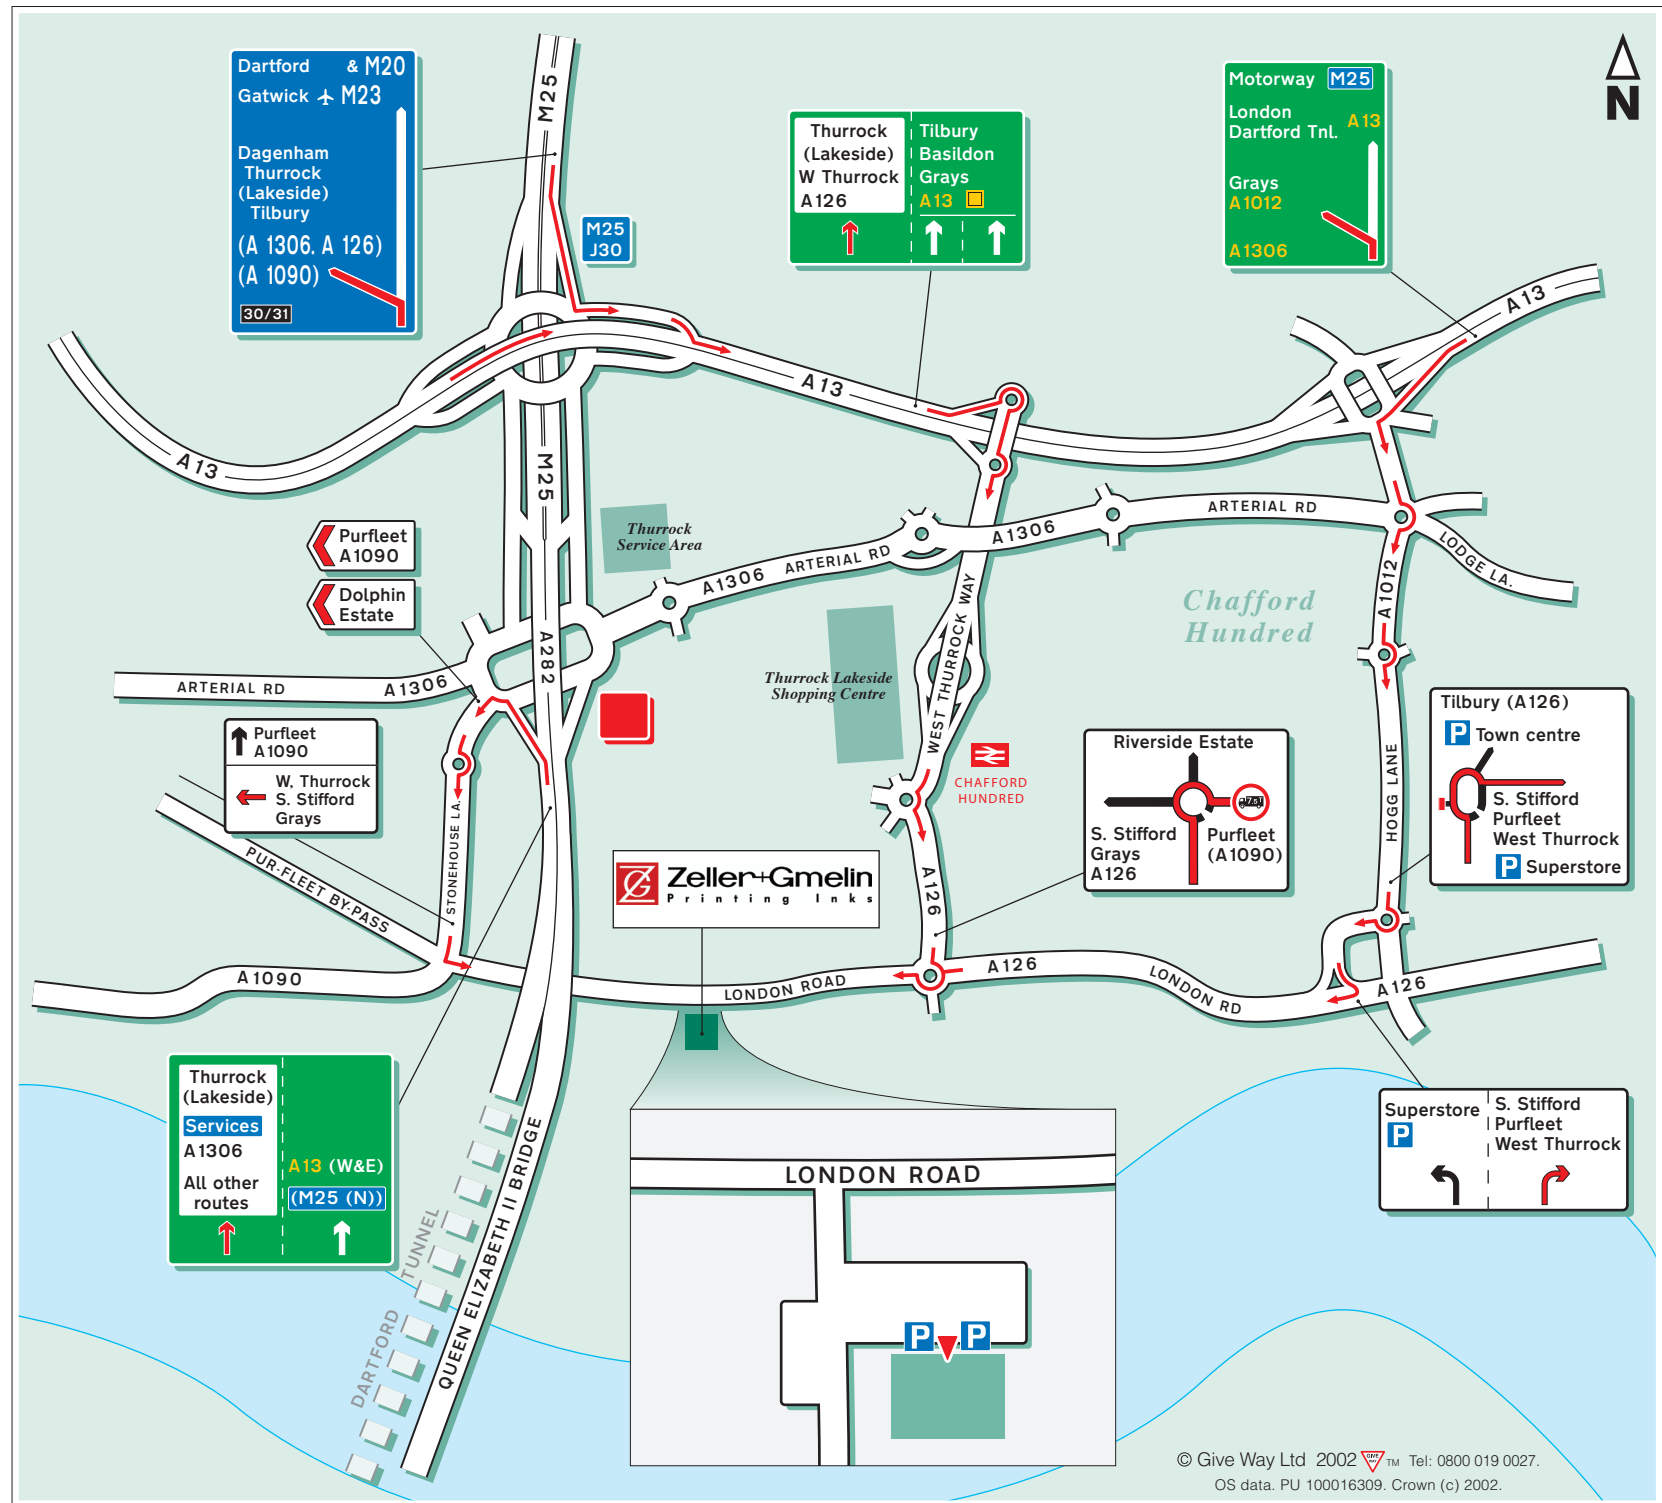 Dartford & M20
Gatwick M23
Dagenham
Thurrock
(Lakeside)
Tilbury
(A 1306. A 126)
(A 1090)
30/31
M25
M25
J30
Thurrock
(Lakeside)
W Thurrock
A126
Tilbury
Basildon
Grays
A13
Motorway M25
London
Dartford Tnl.
A13
Grays
A1012
A1306
N
A13
A13
A13
M25
Purfleet
A1090
Dolphin
Estate
Thurrock
Service Area
A1306
ARTERIAL RD
A1306
ARTERIAL RD
LODGE LA.
A1012
Chafford
Hundred
WEST THURROCK WAY
A282
ARTERIAL RD
A1306
Thurrock Lakeside
Shopping Centre
Purfleet
A1090
W, Thurrock
S. Stifford
Grays
CHAFFORD
HUNDRED
Riverside Estate
S. Stifford
Grays
A126
7.5T
Purfleet
(A1090)
HOGG LANE
Tilbury (A126)
P Town centre
S. Stifford
Purfleet
West Thurrock
P Superstore
STONEHOUSE LA.
PUR-FLEET BY-PASS
Zeller+Gmelin
Printing Inks
A126
A1090
LONDON ROAD
A126
LONDON RD
A126
Thurrock
(Lakeside)
Services
A1306
All other
routes
A13 (W&E)
(M25 (N))
QUEEN ELIZABETH II BRIDGE
DARTFORD TUNNEL
LONDON ROAD
P P
Superstore
P
S. Stifford
Purfleet
West Thurrock
© Give Way Ltd 2002 GIVE WAY TM Tel: 0800 019 0027.
OS data. PU 100016309. Crown (c) 2002.